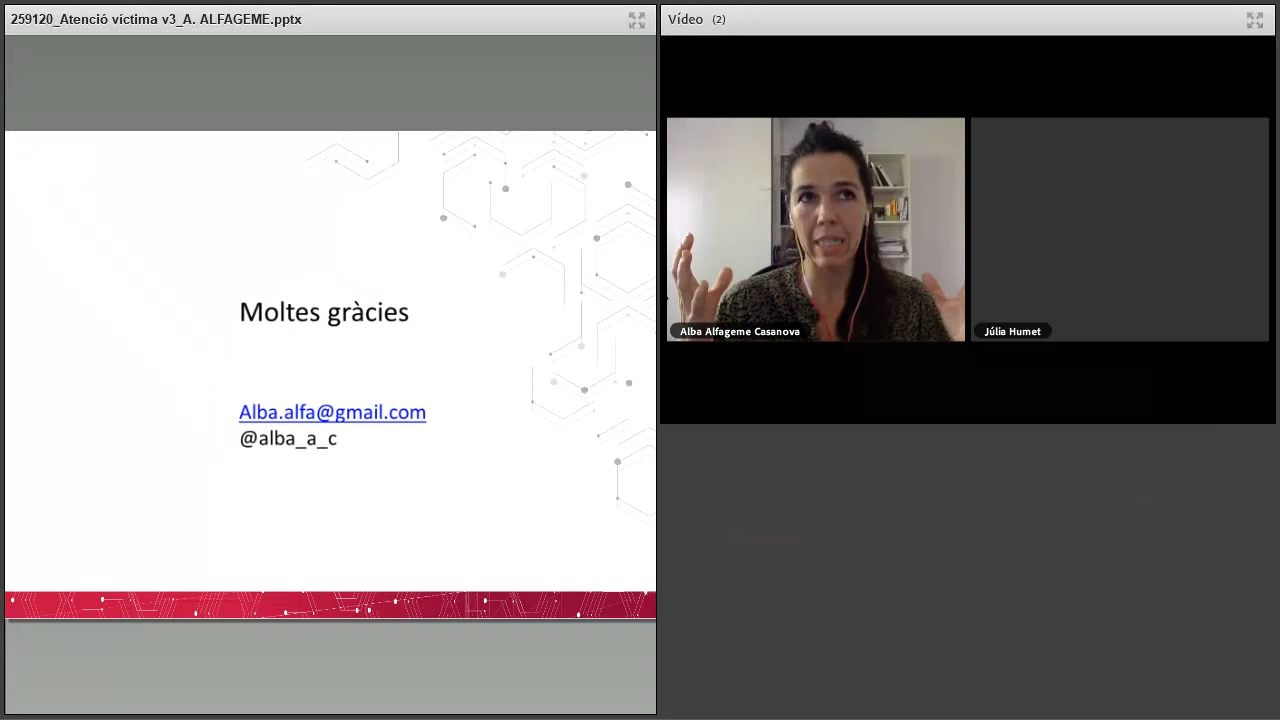 259120_Atenció víctima v3_A. ALFAGEME.pptx
Vídeo (2)
Moltes gràcies
Alba.alfa@gmail.com
@alba_a_c
Alba Alfageme Casanova
Júlia Humet